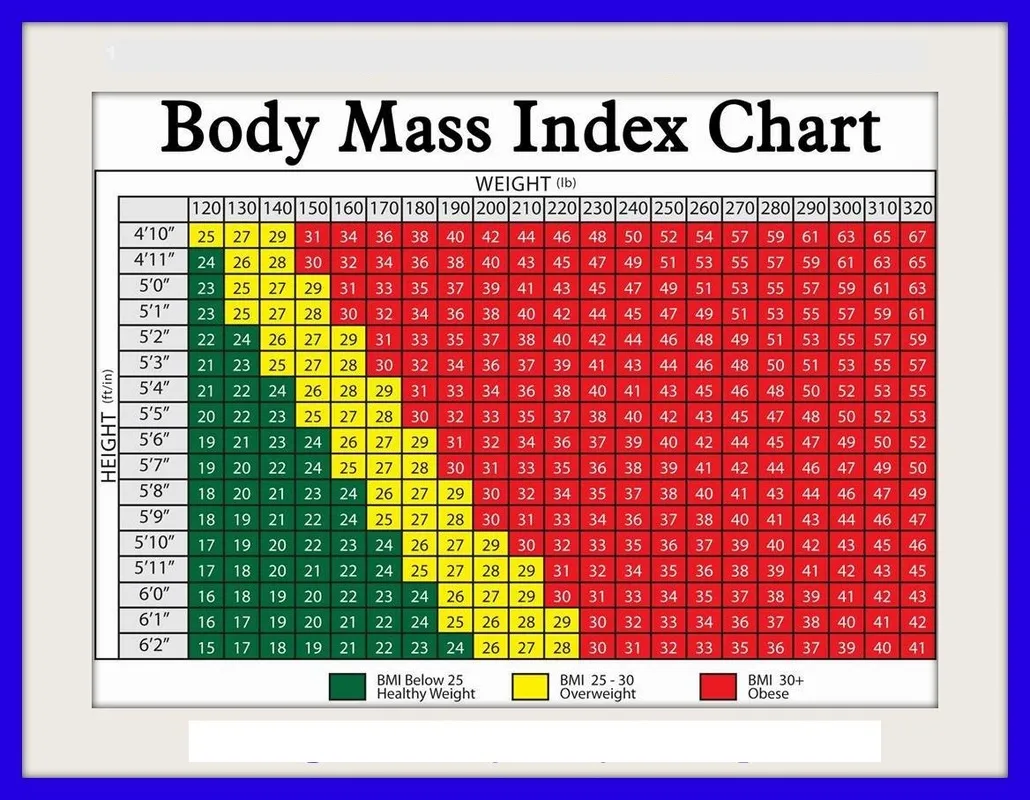 Body Mass Index Chart
WEIGHT (lb)
120 130 140 150 160 170 180 190 200 210 220 230 240 250 260 270 280 290 300 310 320
HEIGHT (ft/in)
4'10" 25 27 29 31 34 36 38 40 42 44 46 48 50 52 54 57 59 61 63 65 67
4'11" 24 26 28 30 32 34 36 38 40 43 45 47 49 51 53 55 57 59 61 63 65
5'0" 23 25 27 29 31 33 35 37 39 41 43 45 47 49 51 53 55 57 59 61 63
5'1" 23 25 27 28 30 32 34 36 38 40 42 44 45 47 49 51 53 55 57 59 61
5'2" 22 24 26 27 29 31 33 35 37 38 40 42 44 46 48 49 51 53 55 57 59
5'3" 21 23 25 27 28 30 32 34 36 37 39 41 43 44 46 48 50 51 53 55 57
5'4" 21 22 24 26 28 29 31 33 34 36 38 40 41 43 45 46 48 50 52 53 55
5'5" 20 22 23 25 27 28 30 32 33 35 37 38 40 42 43 45 47 48 50 52 53
5'6" 19 21 23 24 26 27 29 31 32 34 36 37 39 40 42 44 45 47 49 50 52
5'7" 19 20 22 24 25 27 28 30 31 33 35 36 38 39 41 42 44 46 47 49 50
5'8" 18 20 21 23 24 26 27 29 30 32 34 35 37 38 40 41 43 44 46 47 49
5'9" 18 19 21 22 24 25 27 28 30 31 33 34 36 37 38 40 41 43 44 46 47
5'10" 17 19 20 22 23 24 26 27 29 30 32 33 35 36 37 39 40 42 43 45 46
5'11" 17 18 20 21 22 24 25 27 28 29 31 32 34 35 36 38 39 41 42 43 45
6'0" 16 18 19 20 22 23 24 26 27 29 30 31 33 34 35 37 38 39 41 42 43
6'1" 16 17 19 20 21 22 24 25 26 28 29 30 32 33 34 36 37 38 40 41 42
6'2" 15 17 18 19 21 22 23 24 26 27 28 30 31 32 33 35 36 37 39 40 41
BMI Below 25
Healthy Weight
BMI 25 - 30
Overweight
BMI 30+
Obese